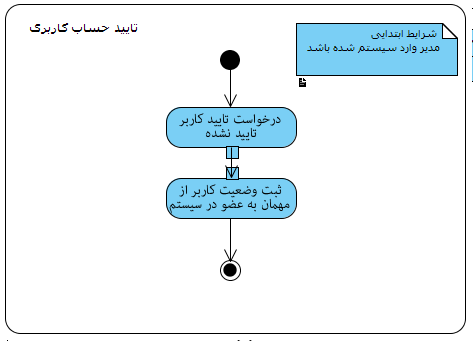 تایید حساب کاربری
شرایط ابتدایی
مدیر وارد سیستم شده باشد
درخواست تایید کاربر
تایید نشده
ثبت وضعیت کاربر از
مهمان به عضو در سیستم